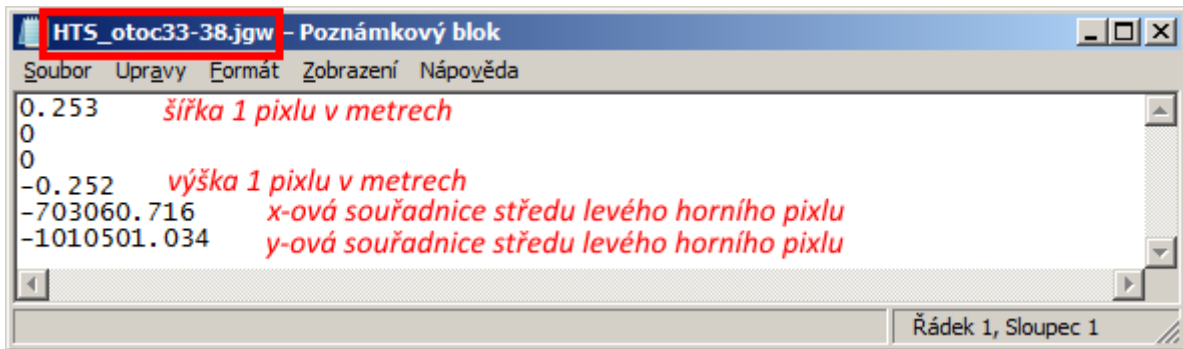 HTS_otoc33-38.jgw – Poznámkový blok
Soubor Upravy Formát Zobrazení Nápověda
0.253 šířka 1 pixlu v metrech
0
0
-0.252 výška 1 pixlu v metrech
-703060.716 x-ová souřadnice středu levého horního pixlu
-1010501.034 y-ová souřadnice středu levého horního pixlu
Řádek 1, Sloupec 1